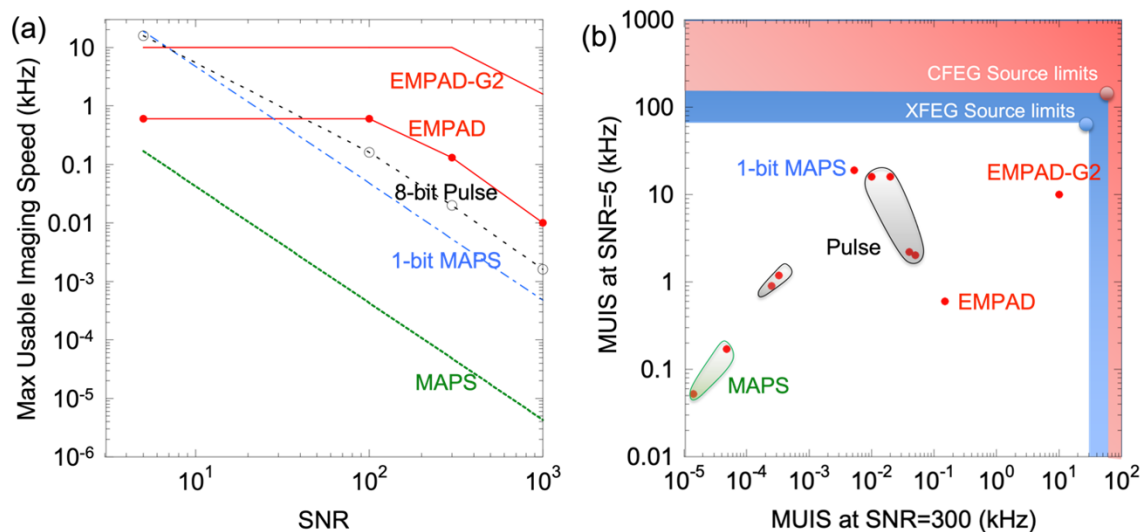 (a)
Max Usable Imaging Speed (kHz)
10
1
0.1
0.01
10⁻³
10⁻⁴
10⁻⁵
10⁻⁶
EMPAD-G2
EMPAD
8-bit Pulse
1-bit MAPS
MAPS
10¹
10²
10³
SNR
(b)
MUIS at SNR=5 (kHz)
1000
100
10
1
0.1
0.01
CFEG Source limits
XFEG Source limits
1-bit MAPS
EMPAD-G2
Pulse
EMPAD
MAPS
10⁻⁵
10⁻⁴
10⁻³
10⁻²
10⁻¹
10⁰
10¹
10²
MUIS at SNR=300 (kHz)